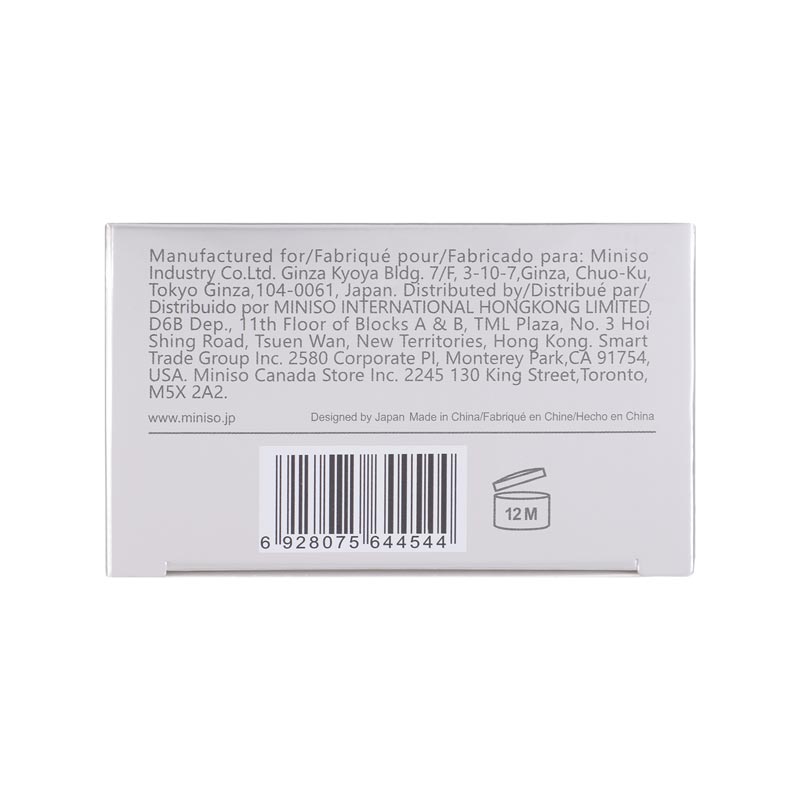 Manufactured for/Fabriqué pour/Fabricado para: Miniso
Industry Co.Ltd. Ginza Kyoya Bldg. 7/F, 3-10-7,Ginza, Chuo-Ku,
Tokyo Ginza,104-0061, Japan. Distributed by/Distribué par/
Distribuido por MINISO INTERNATIONAL HONGKONG LIMITED,
D6B Dep., 11th Floor of Blocks A & B, TML Plaza, No. 3 Hoi
Shing Road, Tsuen Wan, New Territories, Hong Kong. Smart
Trade Group Inc. 2580 Corporate Pl, Monterey Park,CA 91754,
USA. Miniso Canada Store Inc. 2245 130 King Street,Toronto,
M5X 2A2.
www.miniso.jp Designed by Japan Made in China/Fabriqué en Chine/Hecho en China
12 M
6 928075 644544